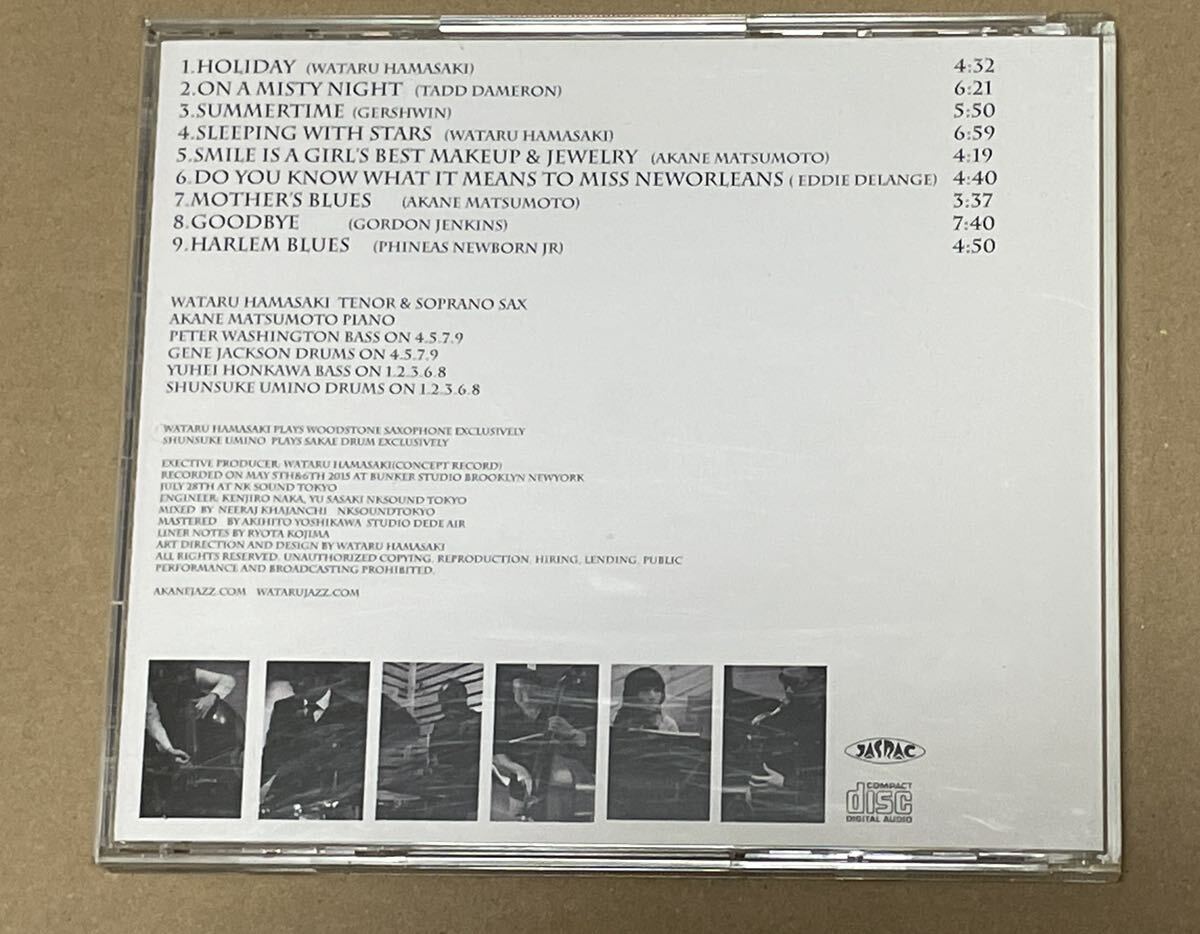 1.HOLIDAY (WATARU HAMASAKI) 4:32
2.ON A MISTY NIGHT (TADD DAMERON) 6:21
3.SUMMERTIME (GERSHWIN) 5:50
4.SLEEPING WITH STARS (WATARU HAMASAKI) 6:59
5.SMILE IS A GIRL'S BEST MAKEUP & JEWELRY (AKANE MATSUMOTO) 4:19
6.DO YOU KNOW WHAT IT MEANS TO MISS NEWORLEANS ( EDDIE DELANGE) 4:40
7.MOTHER'S BLUES (AKANE MATSUMOTO) 3:37
8.GOODBYE (GORDON JENKINS) 7:40
9.HARLEM BLUES (PHINEAS NEWBORN JR) 4:50
WATARU HAMASAKI TENOR & SOPRANO SAX
AKANE MATSUMOTO PIANO
PETER WASHINGTON BASS ON 4.5.7.9
GENE JACKSON DRUMS ON 4.5.7.9
YUHEI HONKAWA BASS ON 1.2.3.6.8
SHUNSUKE UMINO DRUMS ON 1.2.3.6.8
WATARU HAMASAKI PLAYS WOODSTONE SAXOPHONE EXCLUSIVELY
SHUNSUKE UMINO PLAYS SAKAE DRUM EXCLUSIVELY
EXECTIVE PRODUCER: WATARU HAMASAKI(CONCEPT RECORD)
RECORDED ON MAY 5TH&6TH 2015 AT BUNKER STUDIO BROOKLYN NEWYORK
JULY 28TH AT NK SOUND TOKYO
ENGINEER: KENJIRO NAKA, YU SASAKI NKSOUND TOKYO
MIXED BY NEERAJ KHAJANCHI NKSOUNDTOKYO
MASTERED BY AKIHITO YOSHIKAWA STUDIO DEDE AIR
LINER NOTES BY RYOTA KOJIMA
ART DIRECTION AND DESIGN BY WATARU HAMASAKI
ALL RIGHTS RESERVED. UNAUTHORIZED COPYING, REPRODUCTION, HIRING, LENDING, PUBLIC
PERFORMANCE AND BROADCASTING PROHIBITED.
AKANEJAZZ.COM WATARUJAZZ.COM
JASRAC
COMPACT
disc
DIGITAL AUDIO